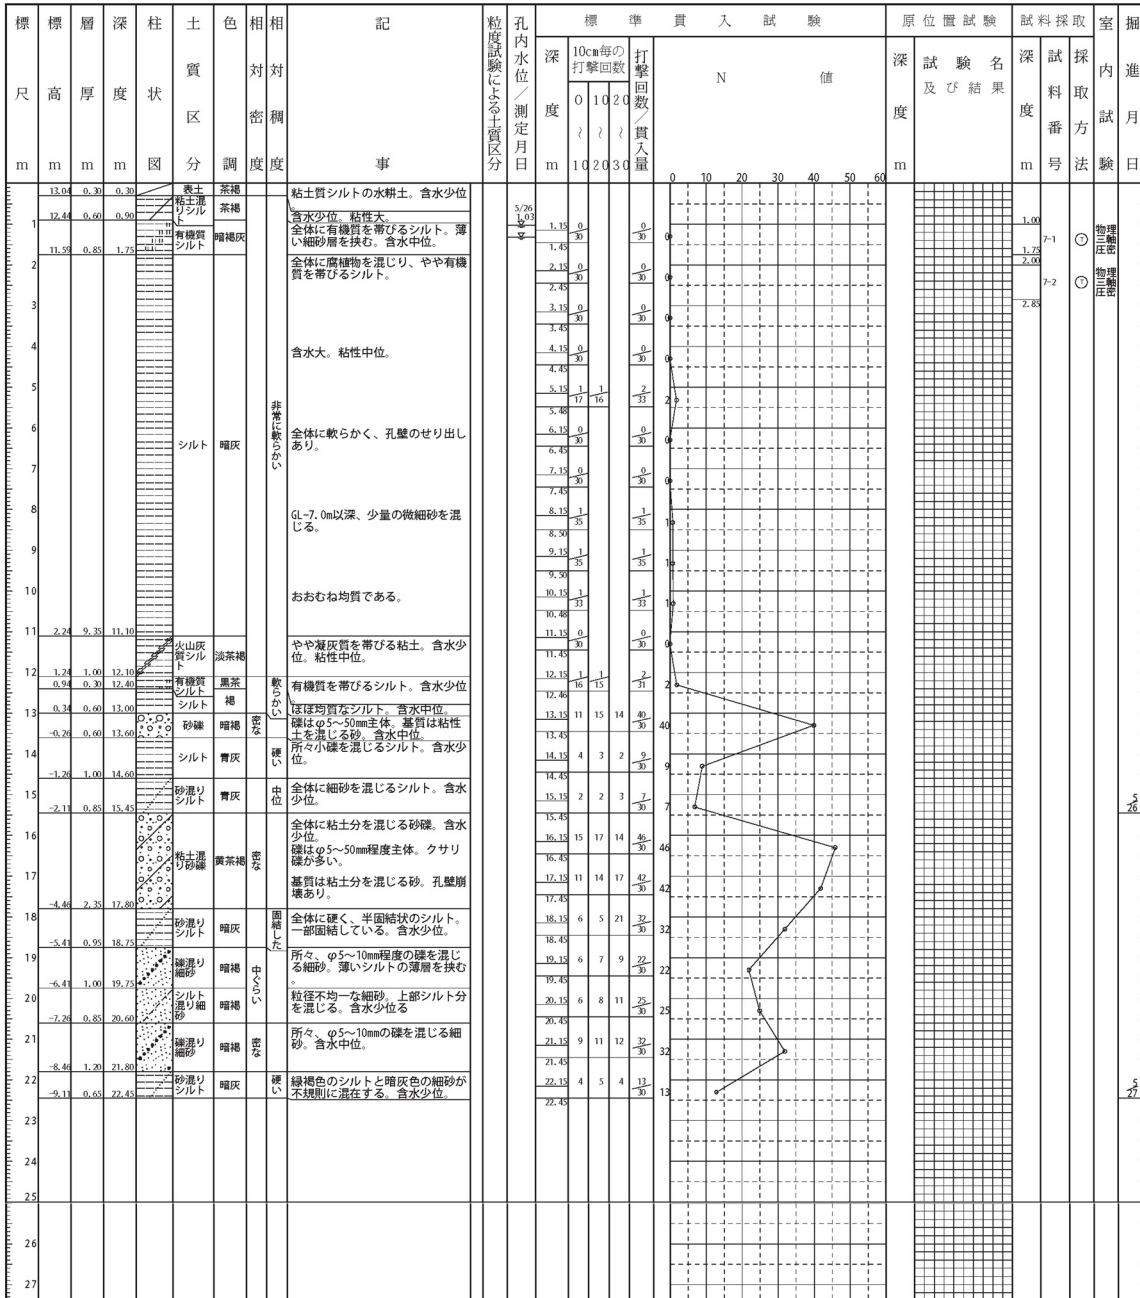 標尺 m
標高 m
層厚 m
深度 m
柱状図
土質区分
色調
相対密度
相対稠度
記事
粒度試験による土質区分
孔内水位／測定月日
標準貫入試験
深度 m
10cm毎の打撃回数
0～10 10～20 20～30
打撃回数／貫入量
N値
0 10 20 30 40 50 60
原位置試験
深度 m
試験名及び結果
試料採取
深度 m
試料番号
採取方法
室内試験
掘進月日
13.04 0.30 0.30 表土 茶褐 粘土質シルトの水耕土。含水少位。
12.44 0.60 0.90 粘土混りシルト 茶褐 含水少位。粘性大。
11.59 0.85 1.75 有機質シルト 暗褐灰 全体に有機質を帯びるシルト。薄い細砂層を挟む。含水中位。
2.24 9.35 11.10 シルト 暗灰 非常に軟らかい
全体に腐植物を混じり、やや有機質を帯びるシルト。
含水大。粘性中位。
全体に軟らかく、孔壁のせり出しあり。
GL-7.0m以深、少量の微細砂を混じる。
おおむね均質である。
1.24 1.00 12.10 火山灰質シルト 淡茶褐 やや凝灰質を帯びる粘土。含水少位。粘性中位。
0.94 0.30 12.40 有機質シルト 黒茶 軟らかい 有機質を帯びるシルト。含水少位
0.34 0.60 13.00 シルト 褐 ほぼ均質なシルト。含水中位。
-0.26 0.60 13.60 砂礫 暗褐 密な 礫はφ5～50mm主体。基質は粘性土を混じる砂。含水中位。
-1.26 1.00 14.60 シルト 青灰 硬い 所々小礫を混じるシルト。含水少位。
-2.11 0.85 15.45 砂混りシルト 青灰 中位 全体に細砂を混じるシルト。含水少位。
-4.46 2.35 17.80 粘土混り砂礫 黄茶褐 密な 全体に粘土分を混じる砂礫。含水少位。
礫はφ5～50mm程度主体。クサリ礫が多い。
基質は粘土分を混じる砂。孔壁崩壊あり。
-5.41 0.95 18.75 砂混りシルト 暗灰 固結した 全体に硬く、半固結状のシルト。一部固結している。含水少位。
-6.41 1.00 19.75 礫混り細砂 暗褐 中ぐらい 所々、φ5～10mm程度の礫を混じる細砂。薄いシルトの薄層を挟む。
-7.26 0.85 20.60 シルト混り細砂 暗褐 粒径不均一な細砂。上部シルト分を混じる。含水少位る
-8.46 1.20 21.80 礫混り細砂 暗褐 密な 所々、φ5～10mmの礫を混じる細砂。含水中位。
-9.11 0.65 22.45 砂混りシルト 暗灰 硬い 緑褐色のシルトと暗灰色の細砂が不規則に混在する。含水少位。
5/26
1.03
1.15 0/30 0/30 0
1.45
2.15 0/30 0/30 0
2.45
3.15 0/30 0/30 0
3.45
4.15 0/30 0/30 0
4.45
5.15 1/17 1/16 2/33 2
5.48
6.15 0/30 0/30 0
6.45
7.15 0/30 0/30 0
7.45
8.15 1/35 1/35 1
8.50
9.15 1/35 1/35 1
9.50
10.15 1/33 1/33 1
10.48
11.15 0/30 0/30 0
11.45
12.15 1/16 1/15 2/31 2
12.46
13.15 11 15 14 40/30 40
13.45
14.15 4 3 2 9/30 9
14.45
15.15 2 2 3 7/30 7
15.45
16.15 15 17 14 46/30 46
16.45
17.15 11 14 17 42/30 42
17.45
18.15 6 5 21 32/30 32
18.45
19.15 6 7 9 22/30 22
19.45
20.15 6 8 11 25/30 25
20.45
21.15 9 11 12 32/30 32
21.45
22.15 4 5 4 13/30 13
22.45
1.00
1.75
7-1 T 物理 三軸 圧密
2.00
2.85
7-2 T 物理 三軸 圧密
5/26
5/27
1
2
3
4
5
6
7
8
9
10
11
12
13
14
15
16
17
18
19
20
21
22
23
24
25
26
27